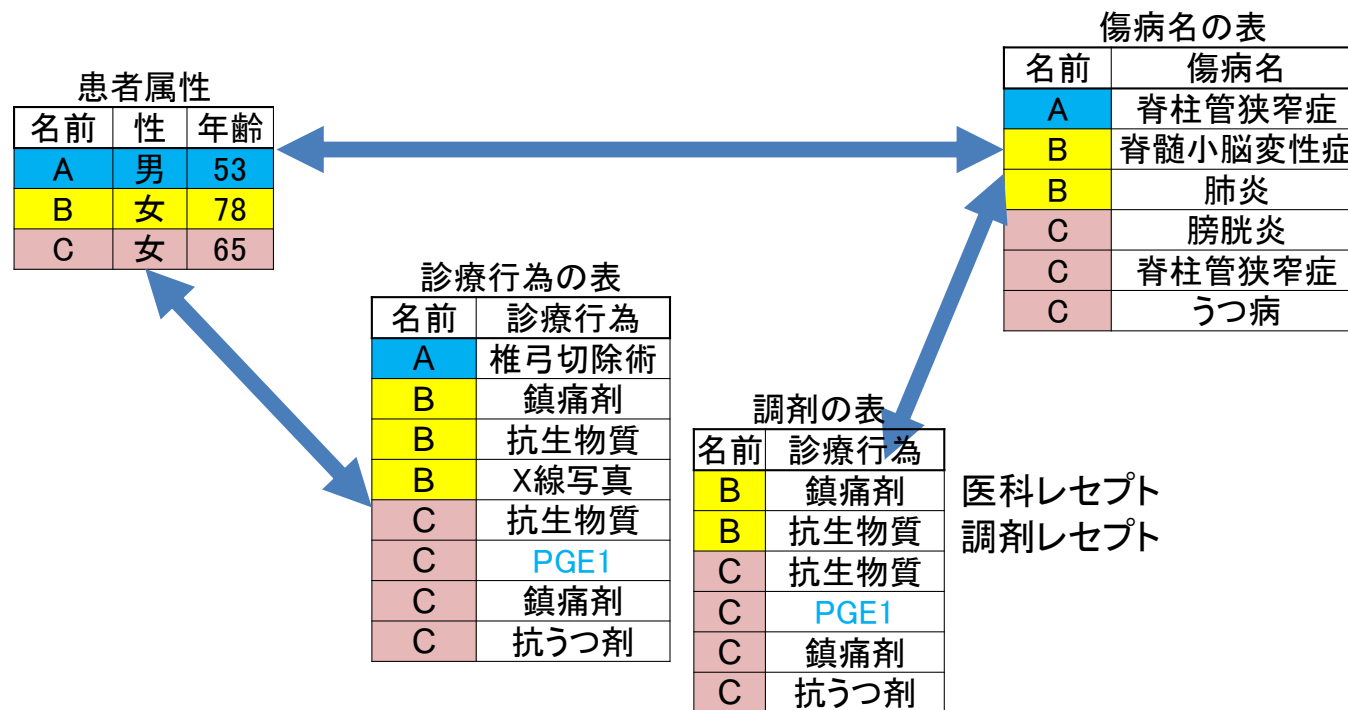 患者属性
名前 性 年齢
A 男 53
B 女 78
C 女 65
傷病名の表
名前 傷病名
A 脊柱管狭窄症
B 脊髄小脳変性症
B 肺炎
C 膀胱炎
C 脊柱管狭窄症
C うつ病
診療行為の表
名前 診療行為
A 椎弓切除術
B 鎮痛剤
B 抗生物質
B X線写真
C 抗生物質
C PGE1
C 鎮痛剤
C 抗うつ剤
調剤の表
名前 診療行為
B 鎮痛剤
B 抗生物質
C 抗生物質
C PGE1
C 鎮痛剤
C 抗うつ剤
医科レセプト
調剤レセプト